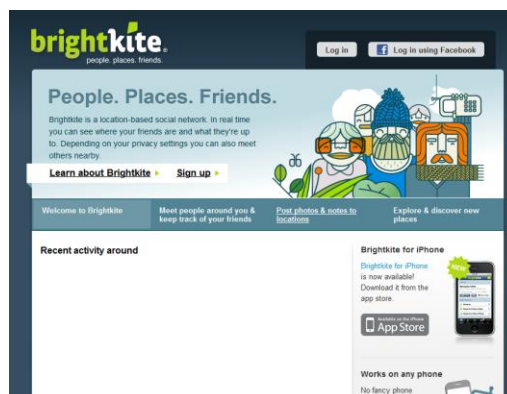 brightkite.
people. places. friends.
Log in
Log in using Facebook
People. Places. Friends.
Brightkite is a location-based social network. In real time
you can see where your friends are and what they're up
to. Depending on your privacy settings you can also meet
others nearby.
Learn about Brightkite
Sign up
Welcome to Brightkite
Meet people around you &
keep track of your friends
Post photos & notes to
locations
Explore & discover new
places
Recent activity around
Brightkite for iPhone
Brightkite for iPhone
is now available!
Download it from the
app store.
NEW
Available on the iPhone
App Store
Works on any phone
No fancy phone